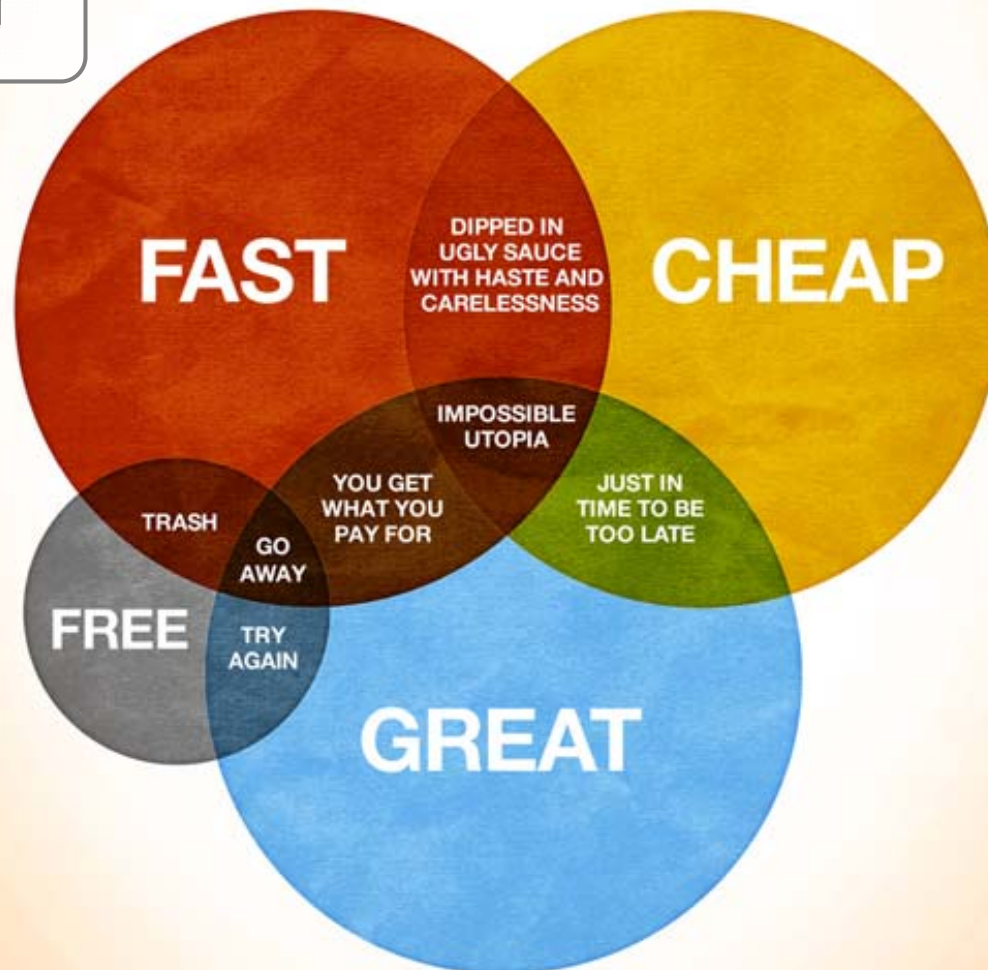 FAST
CHEAP
DIPPED IN
UGLY SAUCE
WITH HASTE AND
CARELESSNESS
IMPOSSIBLE
UTOPIA
YOU GET
WHAT YOU
PAY FOR
JUST IN
TIME TO BE
TOO LATE
TRASH
GO
AWAY
FREE
TRY
AGAIN
GREAT